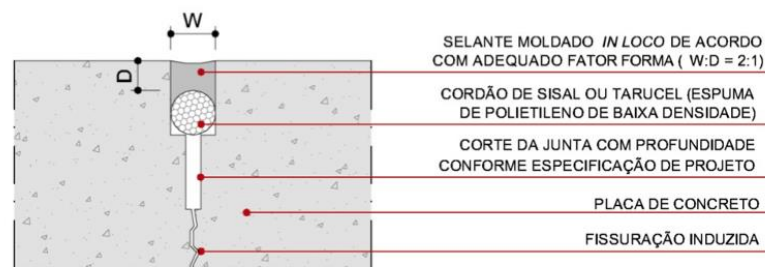 W
D
SELANTE MOLDADO IN LOCO DE ACORDO
COM ADEQUADO FATOR FORMA ( W:D = 2:1)
CORDÃO DE SISAL OU TARUCEL (ESPUMA
DE POLIETILENO DE BAIXA DENSIDADE)
CORTE DA JUNTA COM PROFUNDIDADE
CONFORME ESPECIFICAÇÃO DE PROJETO
PLACA DE CONCRETO
FISSURAÇÃO INDUZIDA